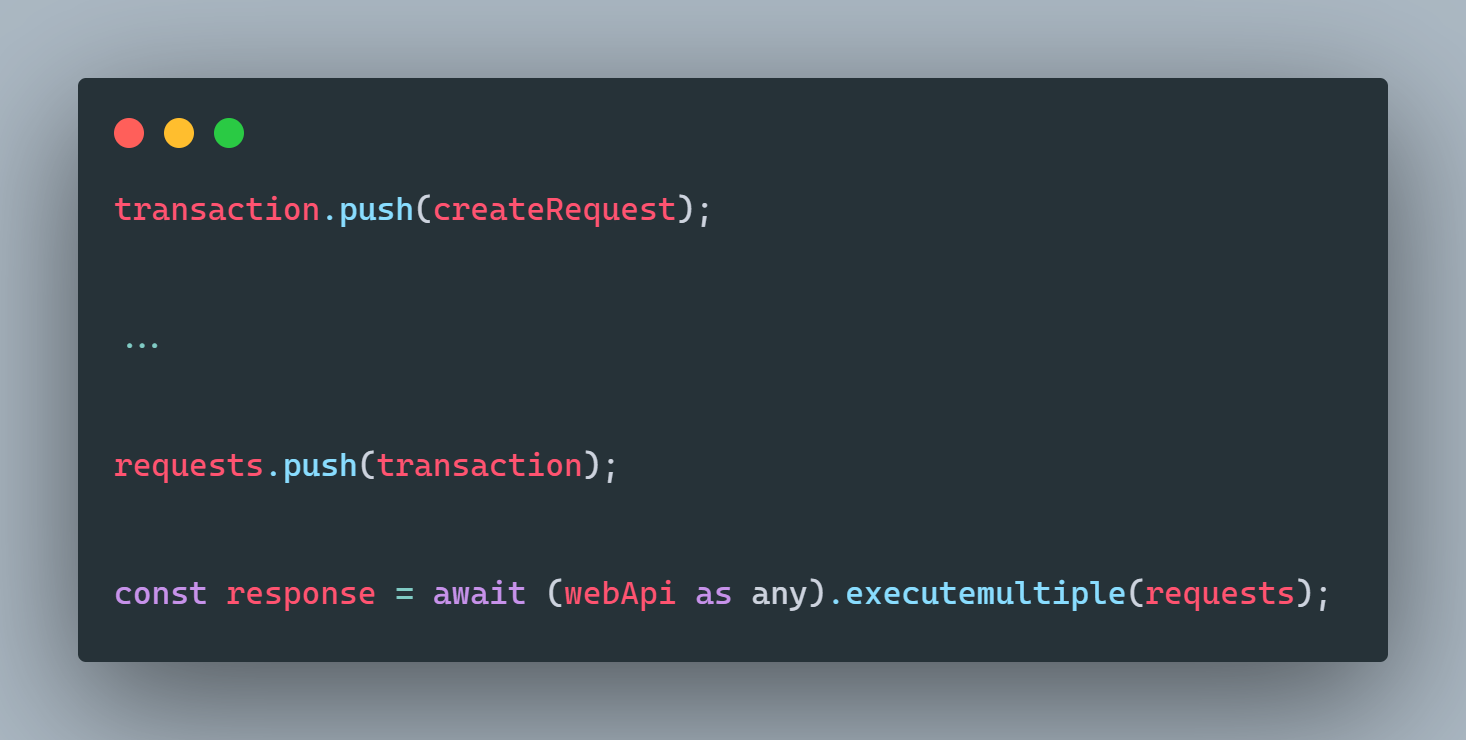 transaction.push(createRequest);
...
requests.push(transaction);
const response = await (webApi as any).executemultiple(requests);